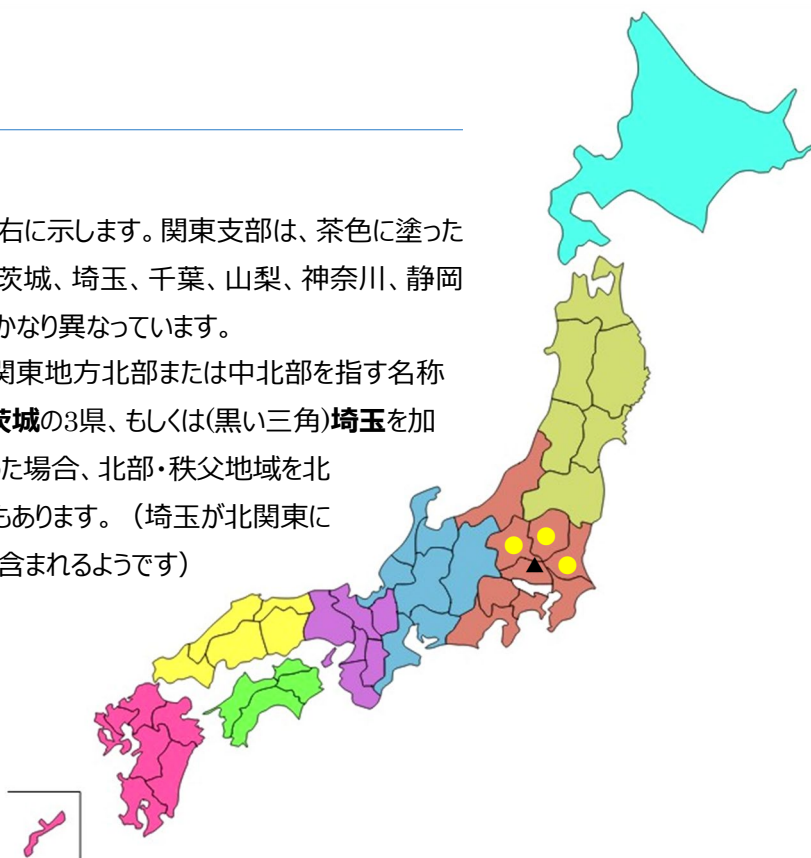 右に示します。関東支部は、茶色に塗った
茨城、埼玉、千葉、山梨、神奈川、静岡
かなり異なっています。
関東地方北部または中北部を指す名称
茨城の3県、もしくは(黒い三角)埼玉を加
た場合、北部・秩父地域を北
もあります。（埼玉が北関東に
含まれるようです）